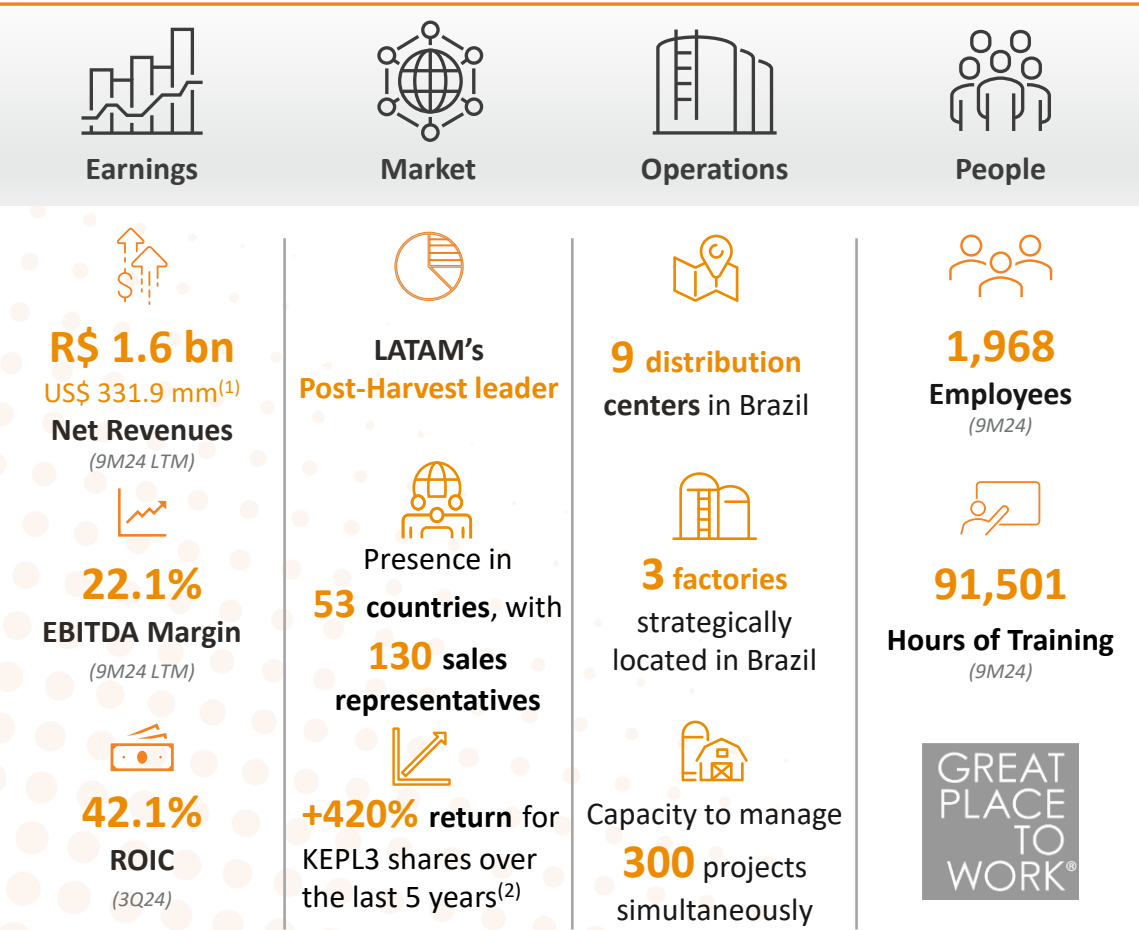 Earnings
Market
Operations
People
R$ 1.6 bn
US$ 331.9 mm(1)
Net Revenues
(9M24 LTM)
22.1%
EBITDA Margin
(9M24 LTM)
42.1%
ROIC
(3Q24)
LATAM's
Post-Harvest leader
Presence in
53 countries, with
130 sales
representatives
+420% return for
KEPL3 shares over
the last 5 years(2)
9 distribution
centers in Brazil
3 factories
strategically
located in Brazil
Capacity to manage
300 projects
simultaneously
1,968
Employees
(9M24)
91,501
Hours of Training
(9M24)
GREAT
PLACE
TO
WORK®